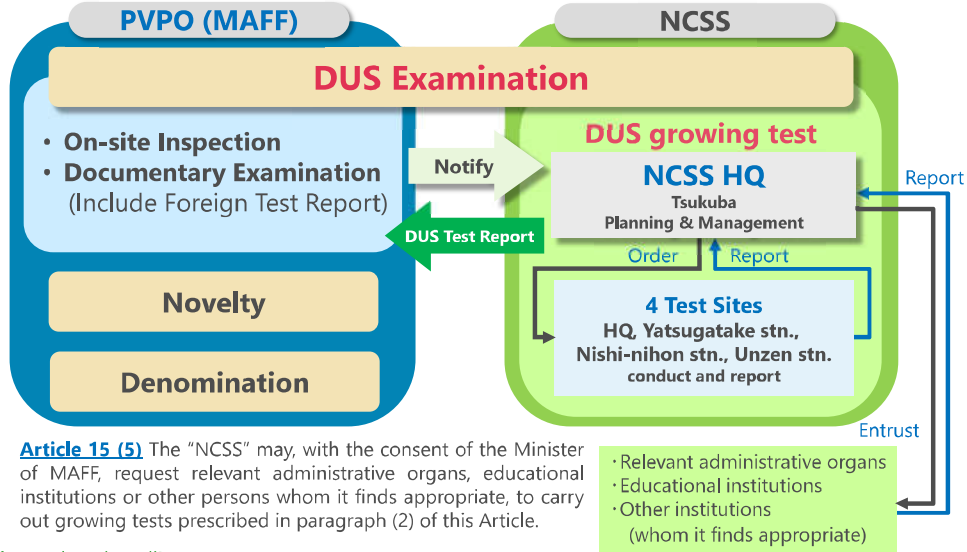 PVPO (MAFF)
NCSS
DUS Examination
• On-site Inspection
• Documentary Examination
(Include Foreign Test Report)
Novelty
Denomination
Notify
DUS Test Report
DUS growing test
NCSS HQ
Tsukuba
Planning & Management
Order
Report
4 Test Sites
HQ, Yatsugatake stn.,
Nishi-nihon stn., Unzen stn.
conduct and report
Report
Entrust
・Relevant administrative organs
・Educational institutions
・Other institutions
(whom it finds appropriate)
Article 15 (5) The “NCSS” may, with the consent of the Minister
of MAFF, request relevant administrative organs, educational
institutions or other persons whom it finds appropriate, to carry
out growing tests prescribed in paragraph (2) of this Article.